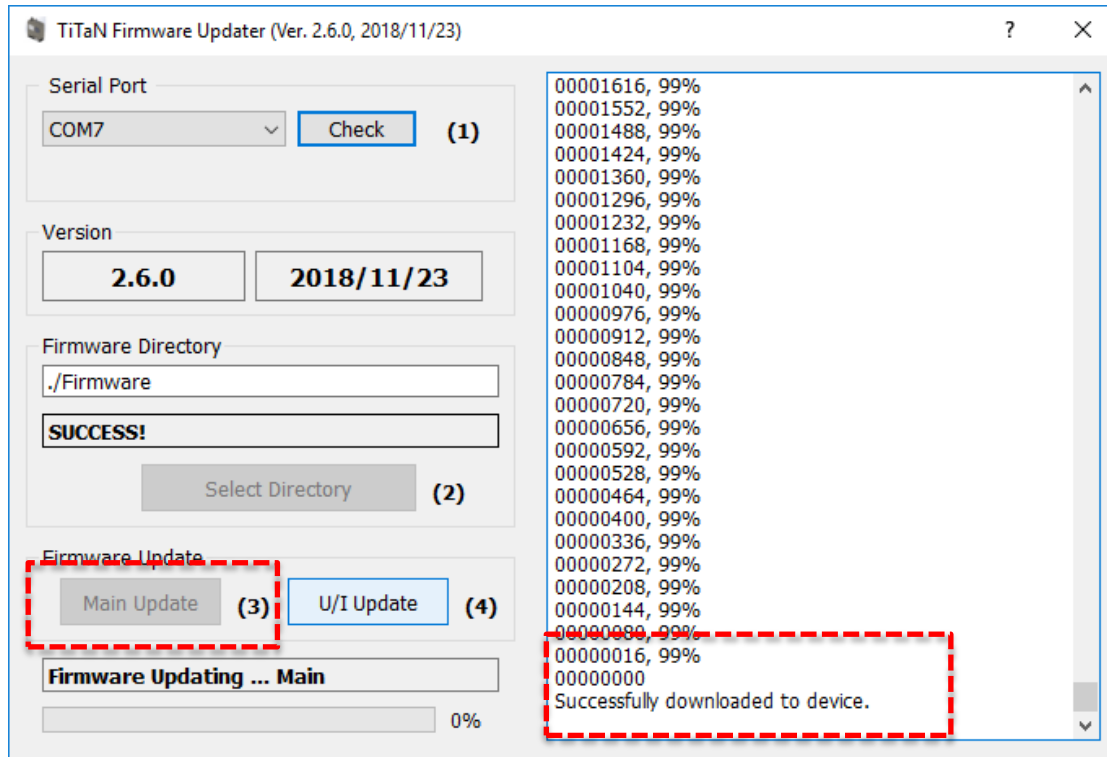 TiTaN Firmware Updater (Ver. 2.6.0, 2018/11/23) ?
Serial Port
COM7 Check (1)
Version
2.6.0 2018/11/23
Firmware Directory
./Firmware
SUCCESS!
Select Directory (2)
Firmware Update
Main Update (3) U/I Update (4)
Firmware Updating ... Main
0%
00001616, 99%
00001552, 99%
00001488, 99%
00001424, 99%
00001360, 99%
00001296, 99%
00001232, 99%
00001168, 99%
00001104, 99%
00001040, 99%
00000976, 99%
00000912, 99%
00000848, 99%
00000784, 99%
00000720, 99%
00000656, 99%
00000592, 99%
00000528, 99%
00000464, 99%
00000400, 99%
00000336, 99%
00000272, 99%
00000208, 99%
00000144, 99%
00000080, 99%
00000016, 99%
00000000
Successfully downloaded to device.